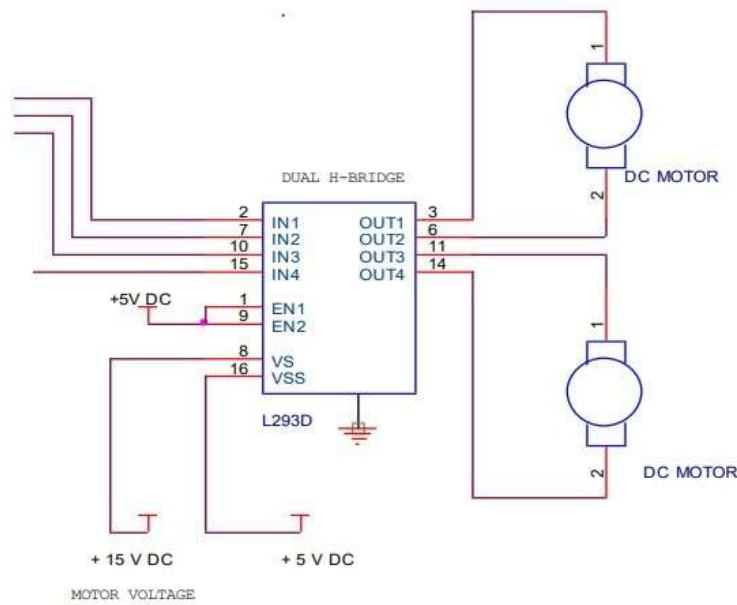 1
DC MOTOR
2
DUAL H-BRIDGE
2 IN1 OUT1 3
7 IN2 OUT2 6
10 IN3 OUT3 11
15 IN4 OUT4 14
+5V DC
1 EN1
9 EN2
8 VS
16 VSS
L293D
1
2
DC MOTOR
+ 15 V DC
+ 5 V DC
MOTOR VOLTAGE